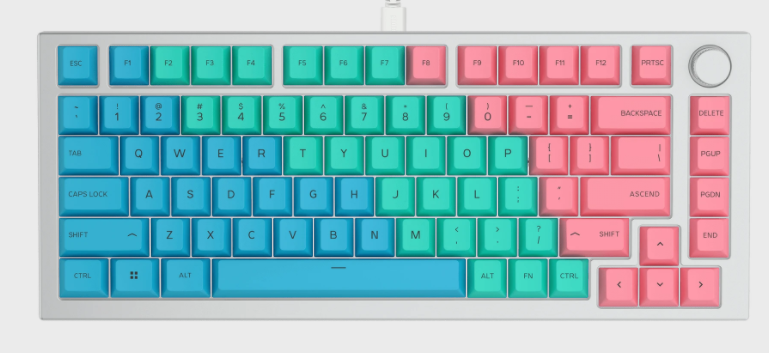 ESC F1 F2 F3 F4 F5 F6 F7 F8 F9 F10 F11 F12 PRTSC
~ ! @ # $ % ^ & * ( ) — +
` 1 2 3 4 5 6 7 8 9 0 - = BACKSPACE DELETE
TAB Q W E R T Y U I O P { [ } ] | \ PGUP
CAPS LOCK A S D F G H J K L : ; " ' ASCEND PGDN
SHIFT Z X C V B N M < , > . ? / SHIFT END
CTRL ALT ALT FN CTRL